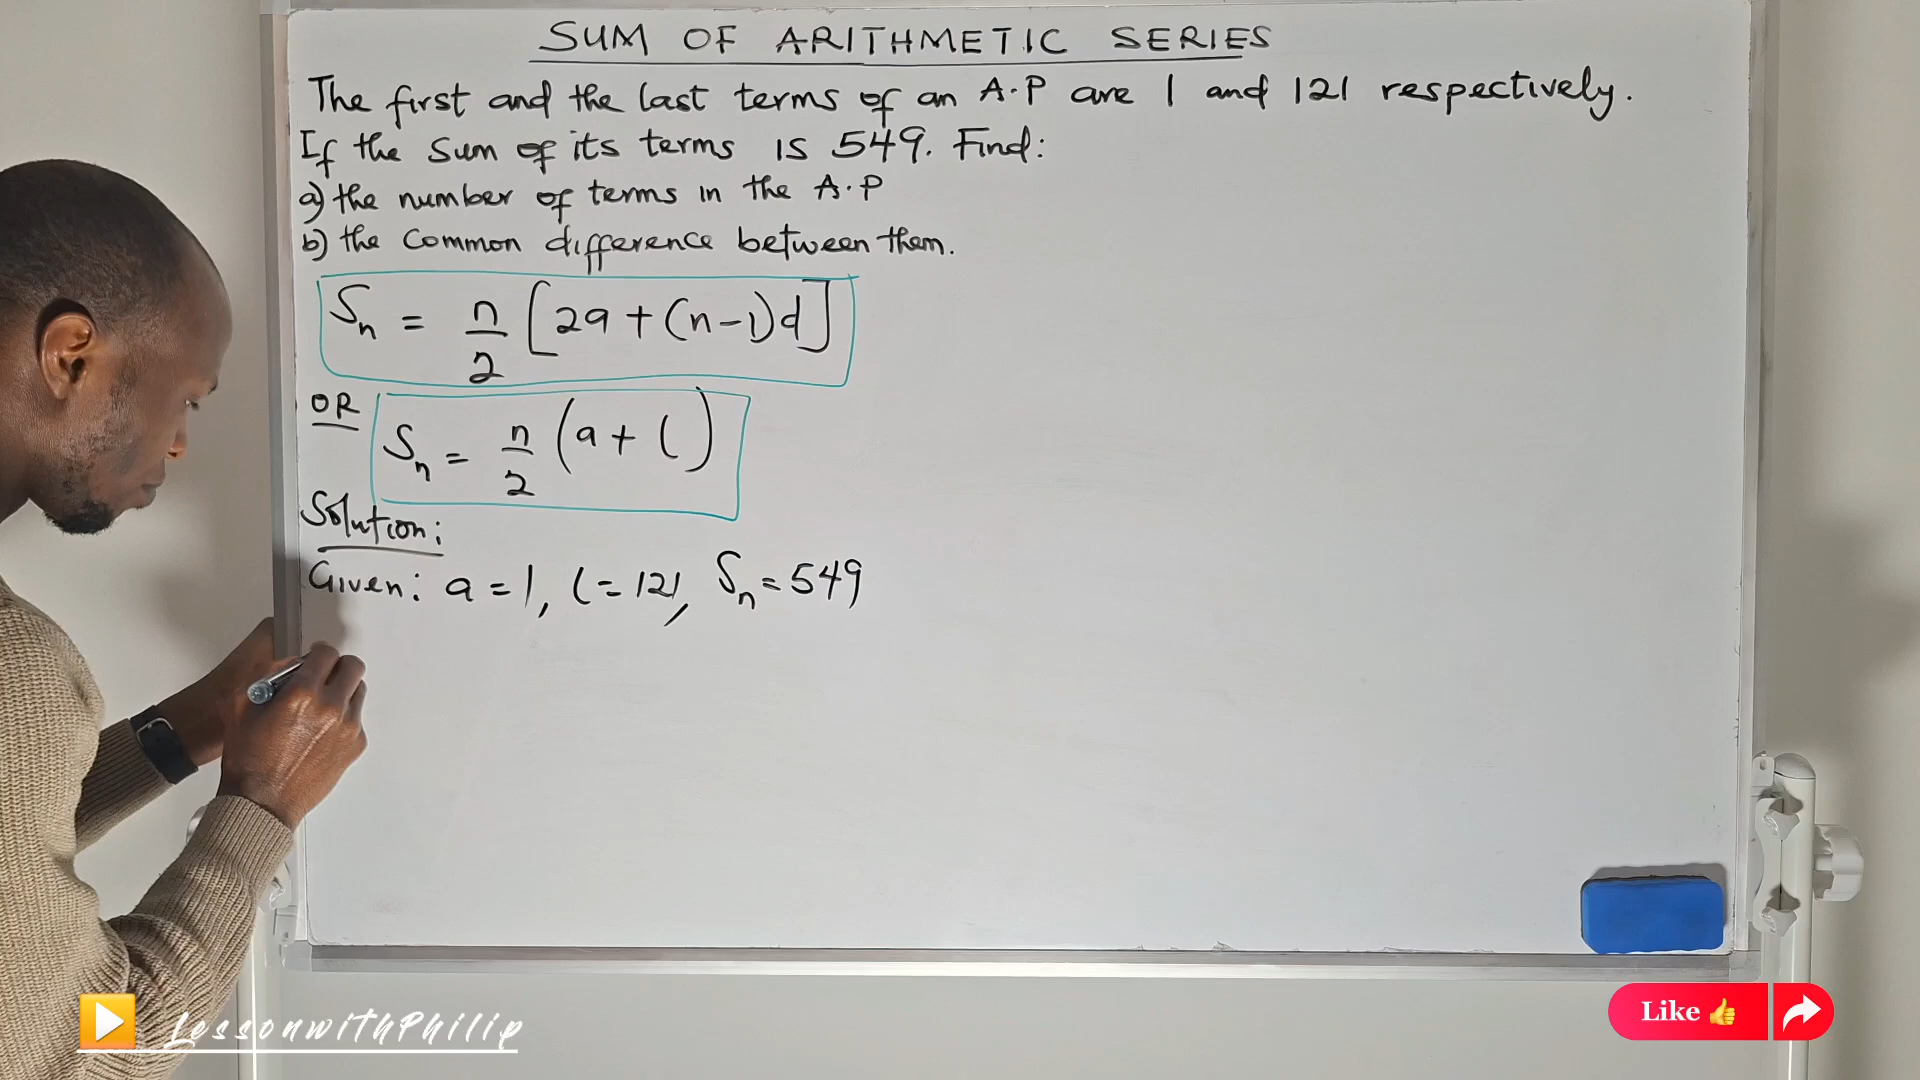 SUM OF ARITHMETIC SERIES
The first and the last terms of an A.P are 1 and 121 respectively.
If the sum of its terms is 549. Find:
a) the number of terms in the A.P
b) the common difference between them.
Sn = n/2 [2a + (n-1)d]
OR
Sn = n/2 (a + l)
Solution:
Given: a = 1, l = 121, Sn = 549
LessonwithPhilip
Like